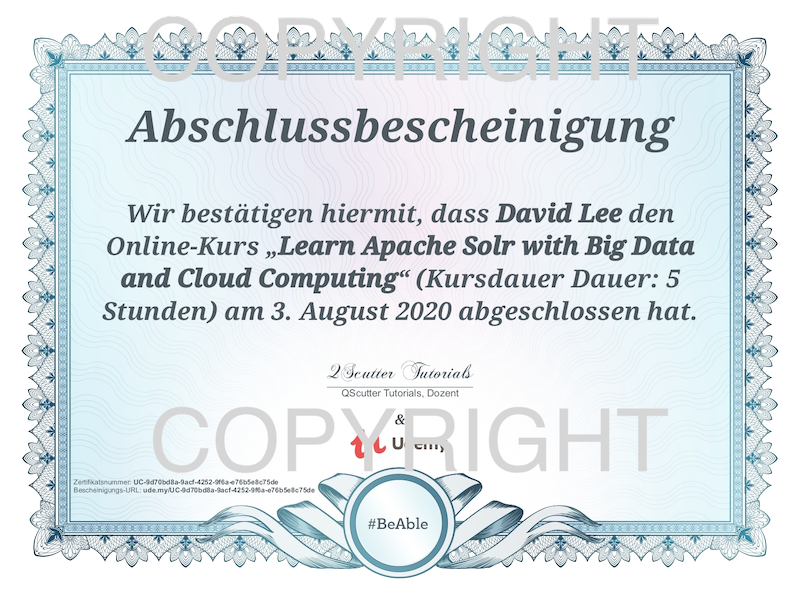 COPYRIGHT
Abschlussbescheinigung
Wir bestätigen hiermit, dass David Lee den
Online-Kurs „Learn Apache Solr with Big Data
and Cloud Computing“ (Kursdauer Dauer: 5
Stunden) am 3. August 2020 abgeschlossen hat.
QScutter Tutorials
QScutter Tutorials, Dozent
&
COPYRIGHT
Udemy
Zertifikatsnummer: UC-9d70bd8a-9acf-4252-9f6a-e76b5e8c75de
Bescheinigungs-URL: ude.my/UC-9d70bd8a-9acf-4252-9f6a-e76b5e8c75de
#BeAble